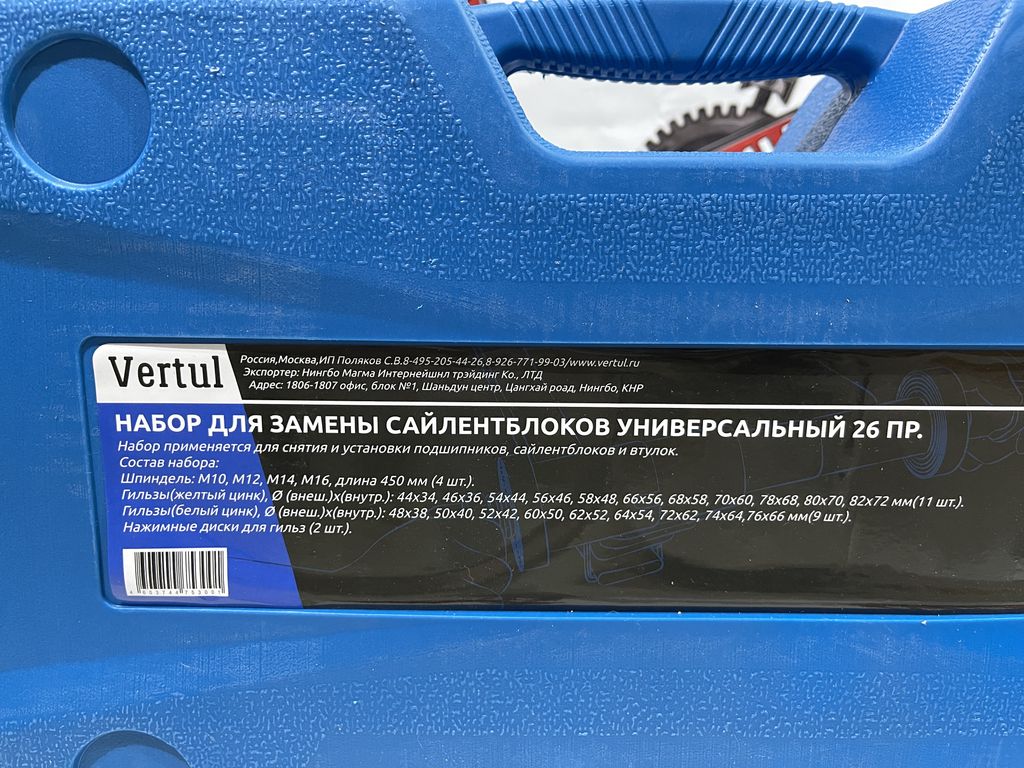 Vertul
Россия,Москва,ИП Поляков С.В.8-495-205-44-26,8-926-771-99-03/www.vertul.ru
Экспортер: Нингбо Магма Интернейшнл трэйдинг Ко., ЛТД
Адрес: 1806-1807 офис, блок №1, Шаньдун центр, Цангхай роад, Нингбо, КНР
НАБОР ДЛЯ ЗАМЕНЫ САЙЛЕНТБЛОКОВ УНИВЕРСАЛЬНЫЙ 26 ПР.
Набор применяется для снятия и установки подшипников, сайлентблоков и втулок.
Состав набора:
Шпиндель: М10, М12, М14, М16, длина 450 мм (4 шт.).
Гильзы(желтый цинк), Ø (внеш.)х(внутр.): 44х34, 46х36, 54х44, 56х46, 58х48, 66х56, 68х58, 70х60, 78х68, 80х70, 82х72 мм(11 шт.).
Гильзы(белый цинк), Ø (внеш.)х(внутр.): 48х38, 50х40, 52х42, 60х50, 62х52, 64х54, 72х62, 74х64,76х66 мм(9 шт.).
Нажимные диски для гильз (2 шт.).